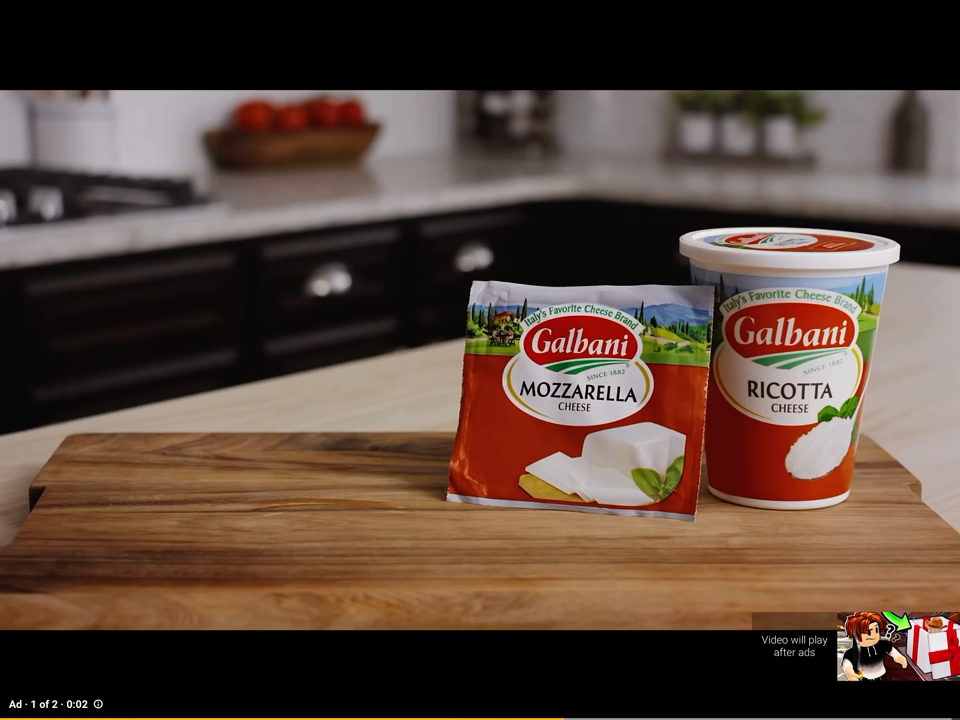 Galbani
Italy's Favorite Cheese Brand
Galbani
SINCE 1882
MOZZARELLA
CHEESE
Italy's Favorite Cheese Brand
Galbani
SINCE 1882
RICOTTA
CHEESE
Video will play
after ads
Ad · 1 of 2 · 0:02